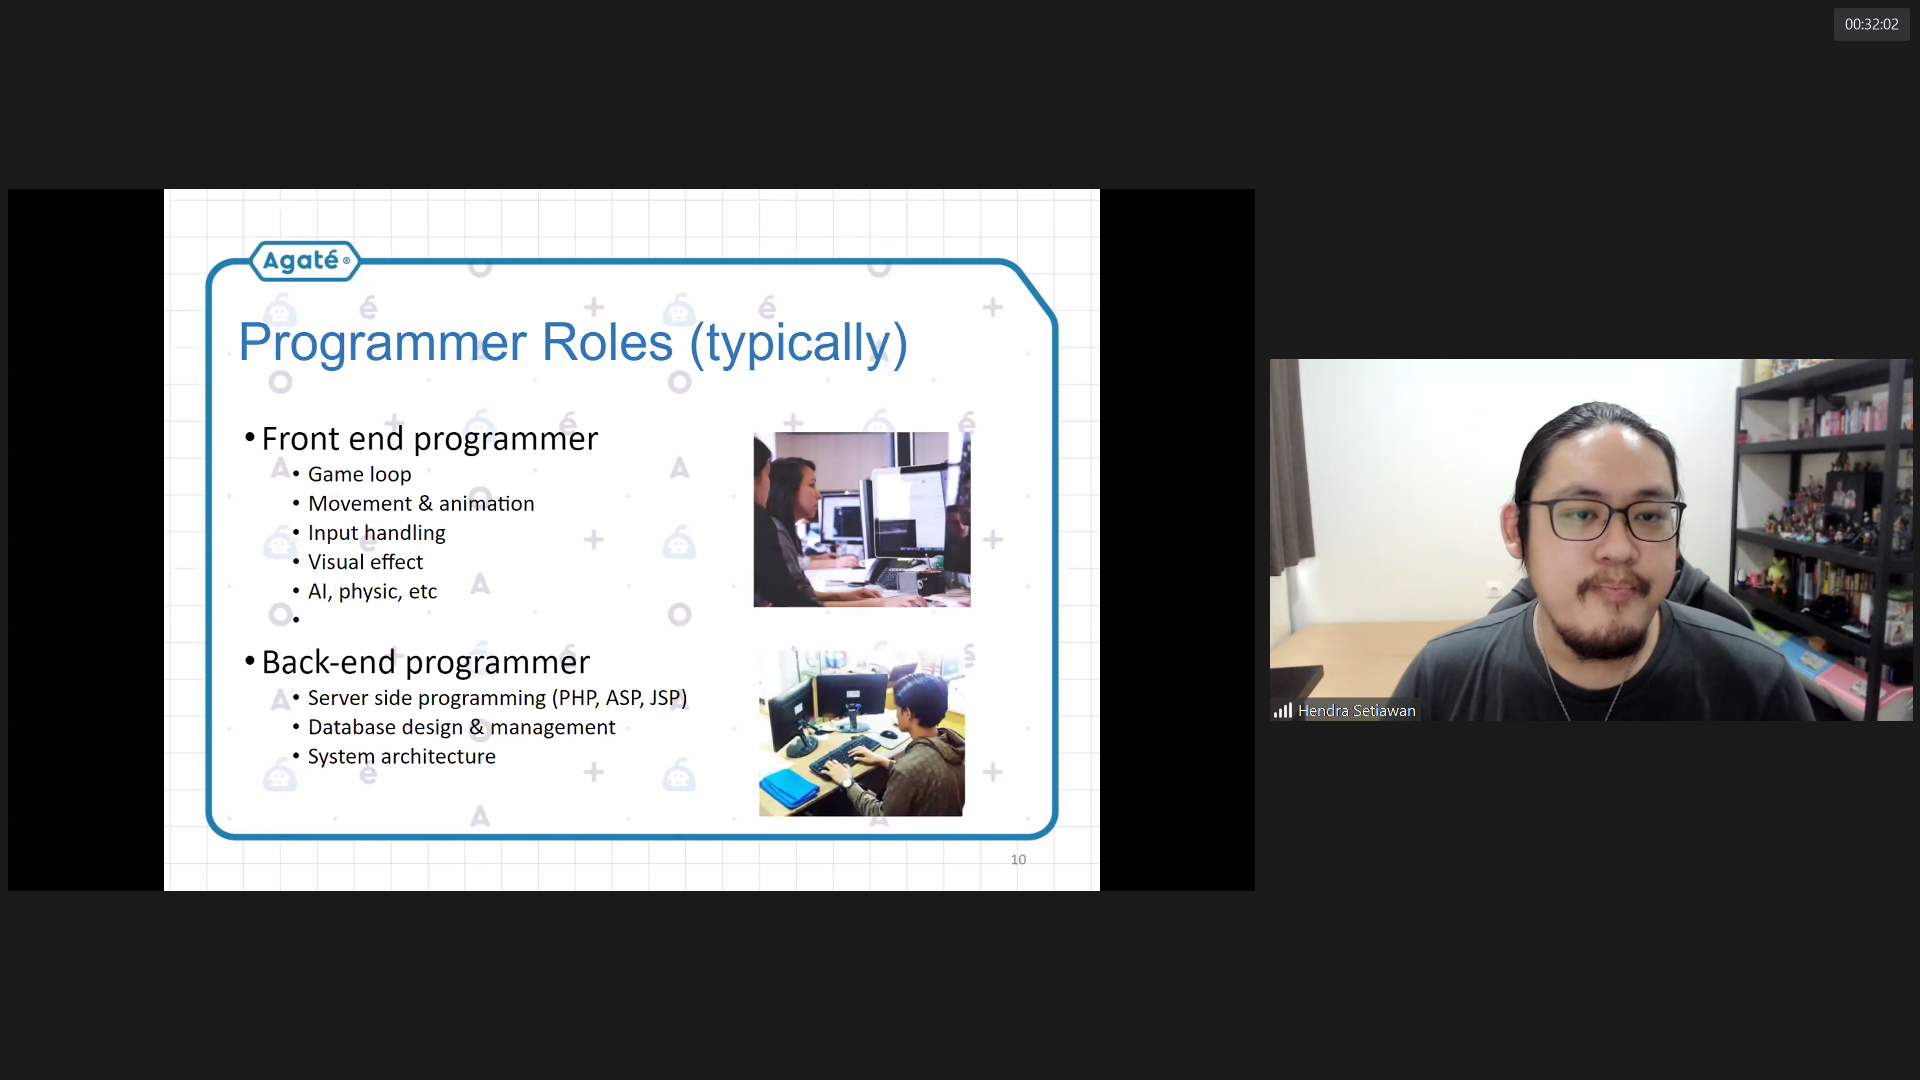 00:32:02
Agaté®
Programmer Roles (typically)
• Front end programmer
• Game loop
• Movement & animation
• Input handling
• Visual effect
• AI, physic, etc
•
• Back-end programmer
• Server side programming (PHP, ASP, JSP)
• Database design & management
• System architecture
10
Hendra Setiawan